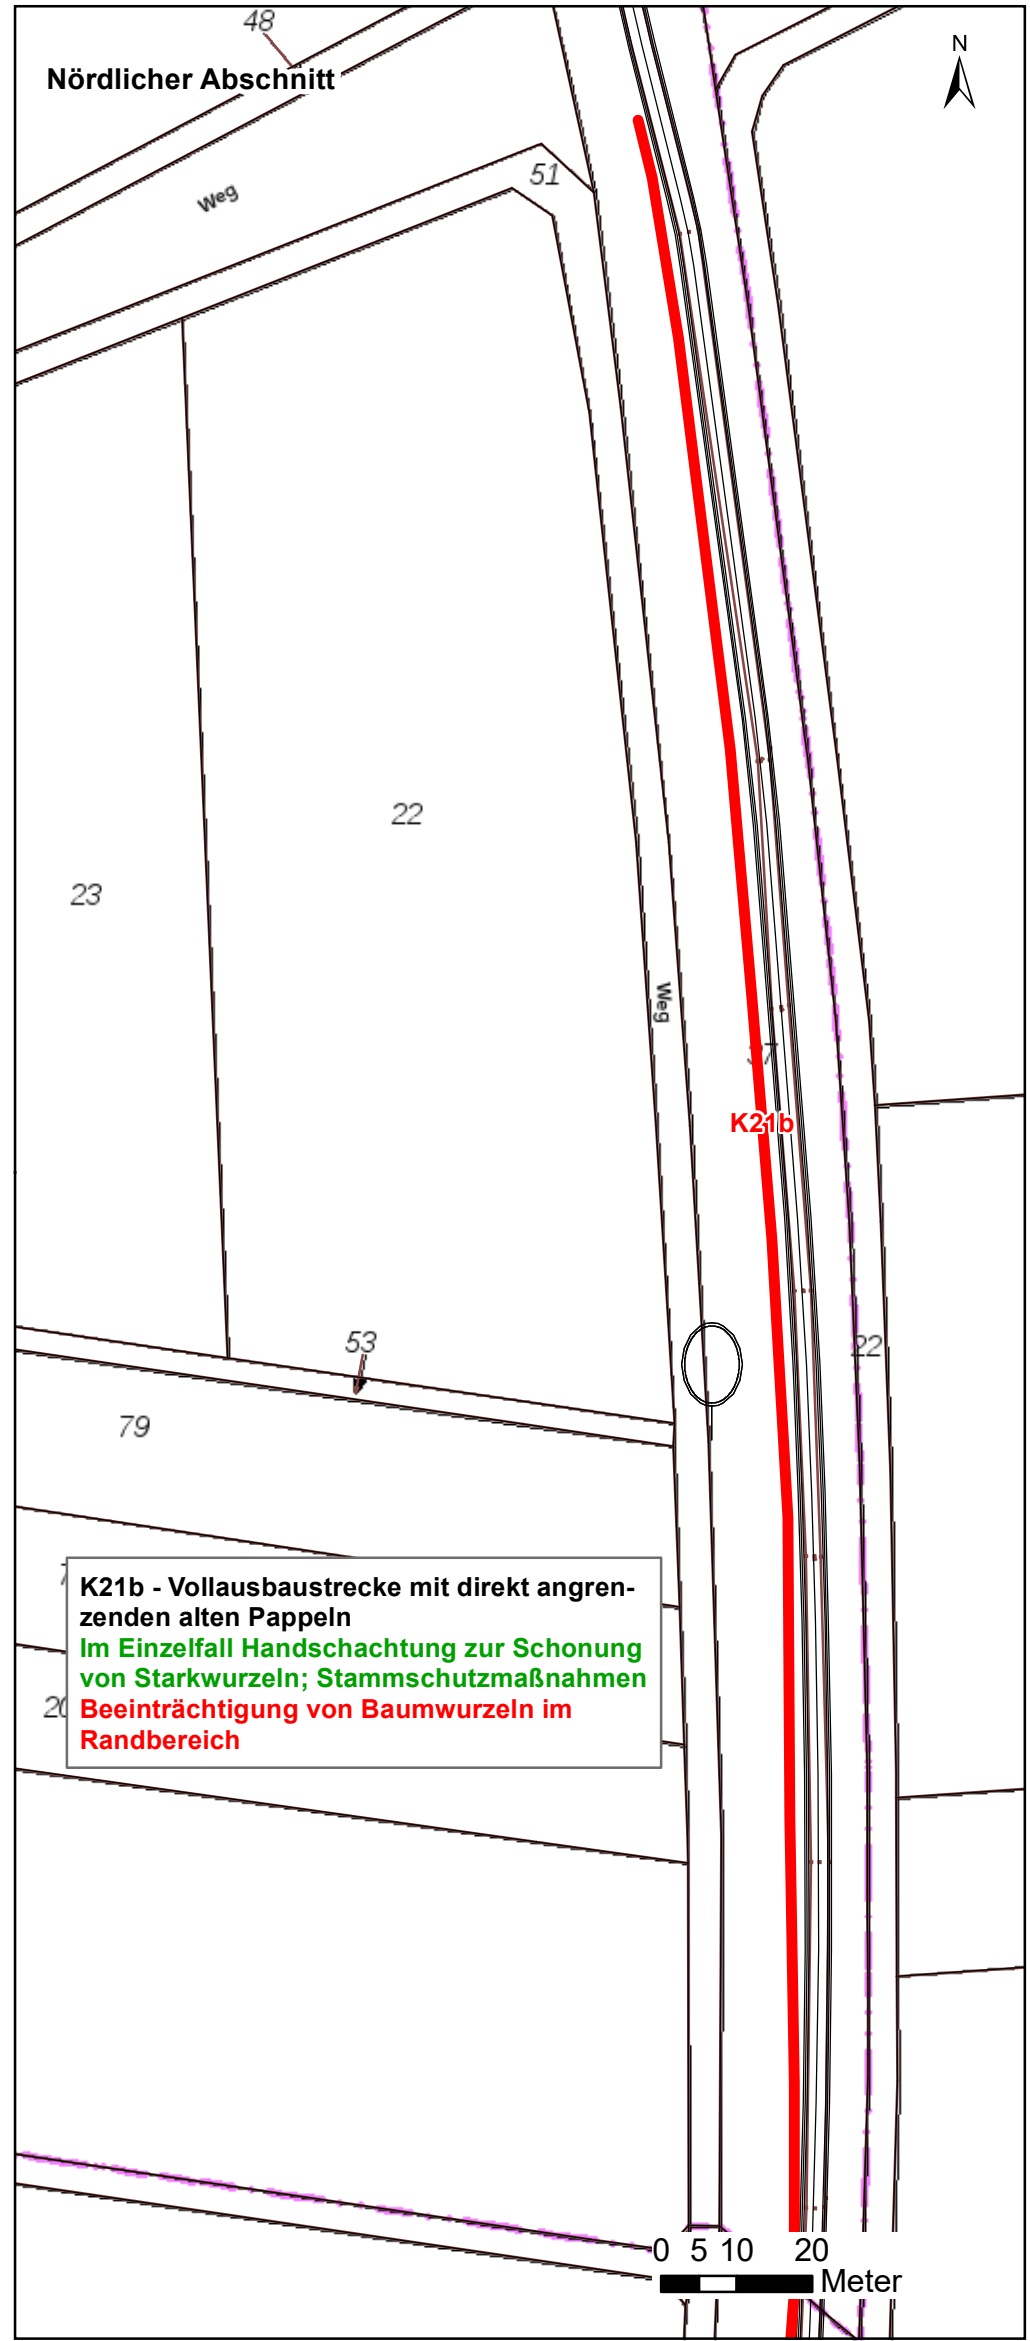 48
N
Nördlicher Abschnitt
51
Weg
22
23
Weg
37
K21b
22
53
79
K21b - Vollausbaustrecke mit direkt angren-
zenden alten Pappeln
Im Einzelfall Handschachtung zur Schonung
von Starkwurzeln; Stammschutzmaßnahmen
20
Beeinträchtigung von Baumwurzeln im
Randbereich
0 5 10 20
Meter